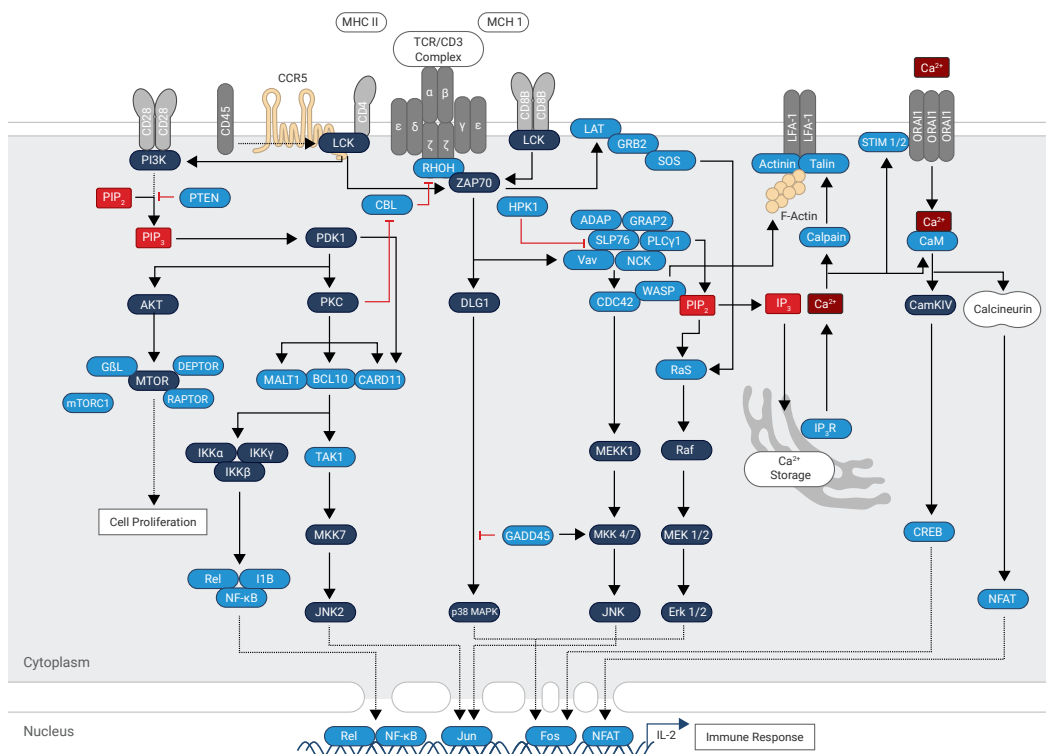 MHC II
MCH 1
TCR/CD3
Complex
Ca²⁺
CCR5
CD28
CD28
CD45
CD4
ε
δ
α
β
ζ
ζ
γ
ε
CD8B
CD8B
LFA-1
LFA-1
ORAI1
ORAI1
ORAI1
LCK
LCK
LAT
GRB2
SOS
STIM 1/2
PI3K
RHOH
ZAP70
Actinin
Talin
PIP₂
PTEN
CBL
HPK1
F-Actin
ADAP
GRAP2
Ca²⁺
PIP₃
PDK1
SLP76
PLCγ1
Calpain
CaM
Vav
NCK
AKT
PKC
DLG1
CDC42
WASP
PIP₂
IP₃
Ca²⁺
CamKIV
Calcineurin
GßL
DEPTOR
MTOR
mTORC1
RAPTOR
MALT1
BCL10
CARD11
RaS
IP₃R
IKKα
IKKγ
IKKβ
TAK1
MEKK1
Raf
Ca²⁺
Storage
Cell Proliferation
MKK7
GADD45
MKK 4/7
MEK 1/2
CREB
Rel
I1B
NF-κB
JNK2
p38 MAPK
JNK
Erk 1/2
NFAT
Cytoplasm
Nucleus
Rel
NF-κB
Jun
Fos
NFAT
IL-2
Immune Response